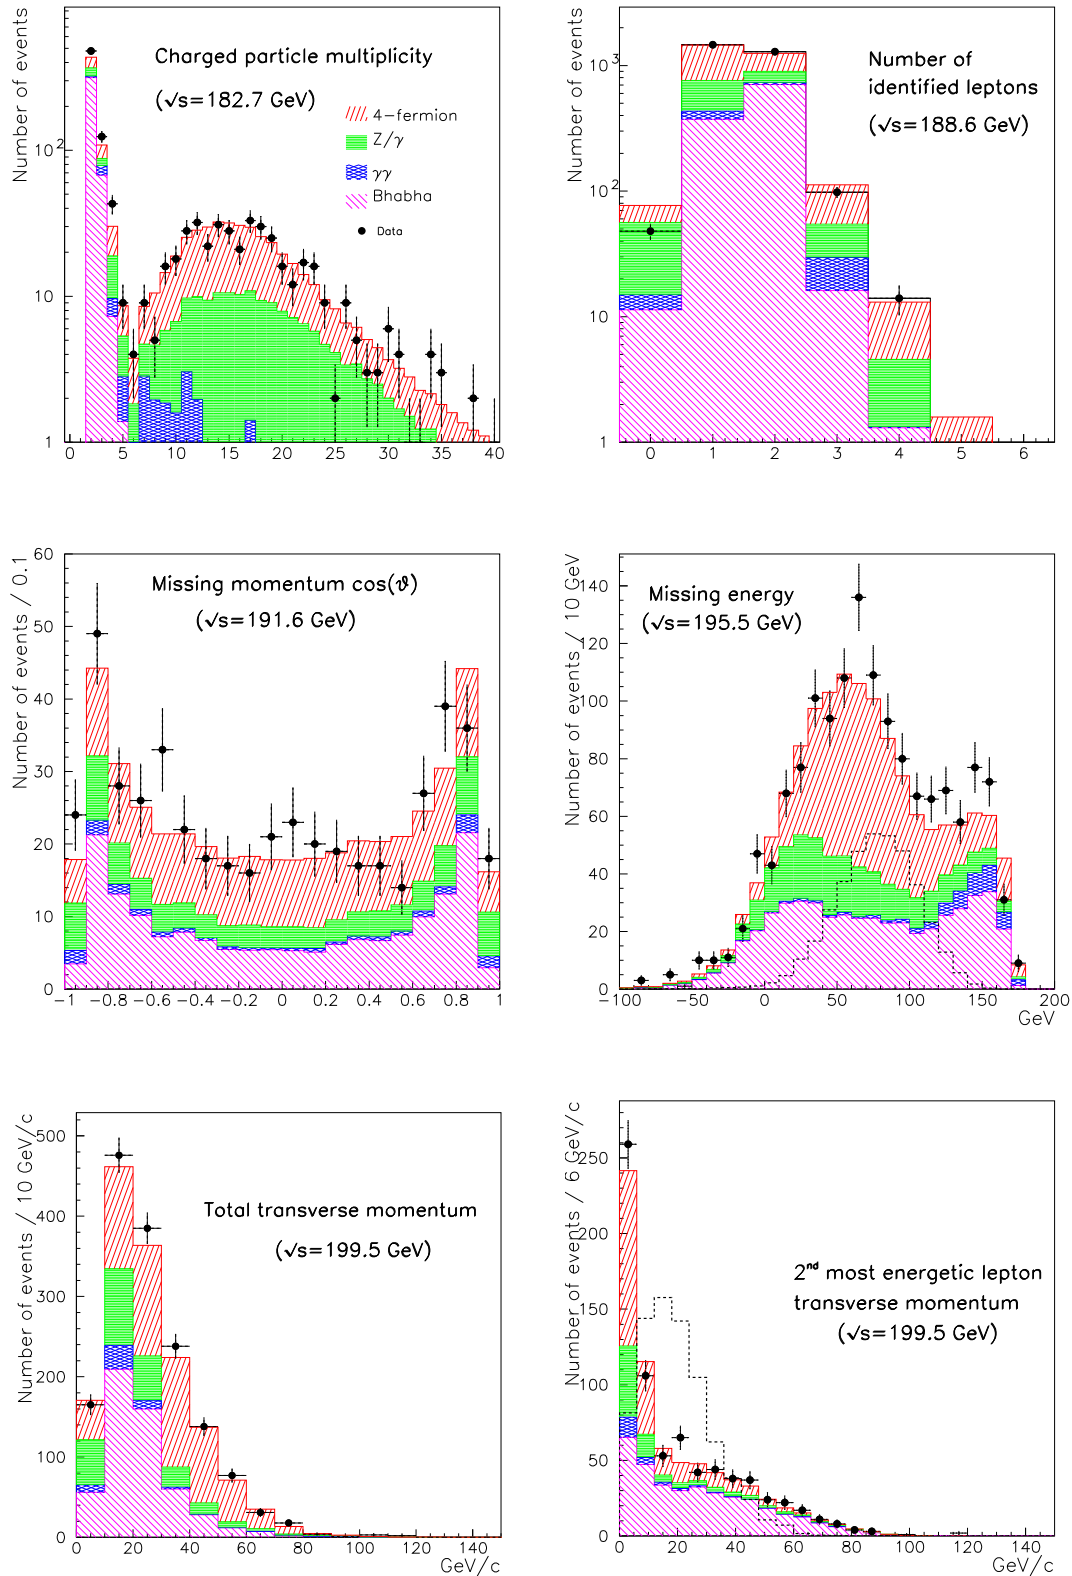 Number of events
Charged particle multiplicity
(√s=182.7 GeV)
4-fermion
Z/γ
γγ
Bhabha
Data
10²
10
1
0 5 10 15 20 25 30 35 40
Number of events
Number of
identified leptons
(√s=188.6 GeV)
10³
10²
10
1
0 1 2 3 4 5 6
Number of events / 0.1
Missing momentum cos(ϑ)
(√s=191.6 GeV)
60
50
40
30
20
10
0
−1 −0.8 −0.6 −0.4 −0.2 0 0.2 0.4 0.6 0.8 1
Number of events / 10 GeV
Missing energy
(√s=195.5 GeV)
140
120
100
80
60
40
20
0
−100 −50 0 50 100 150 200
GeV
Number of events / 10 GeV/c
Total transverse momentum
(√s=199.5 GeV)
500
400
300
200
100
0
0 20 40 60 80 100 120 140
GeV/c
Number of events / 6 GeV/c
2nd most energetic lepton
transverse momentum
(√s=199.5 GeV)
250
200
150
100
50
0
0 20 40 60 80 100 120 140
GeV/c